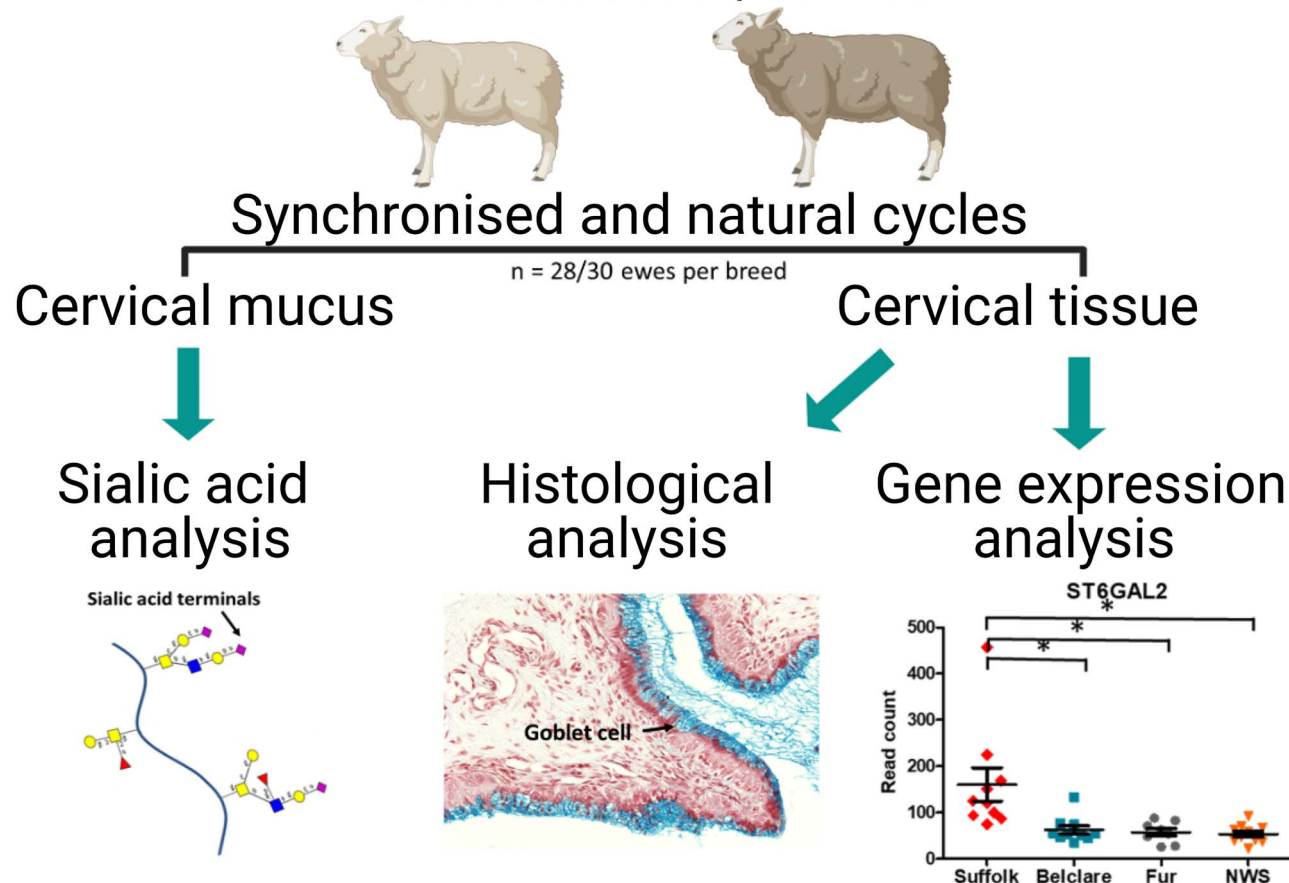 Synchronised and natural cycles
n = 28/30 ewes per breed
Cervical mucus
Cervical tissue
Sialic acid
analysis
Histological
analysis
Gene expression
analysis
Sialic acid terminals
Goblet cell
ST6GAL2
*
*
*
Read count
500
400
300
200
100
0
Suffolk Belclare Fur NWS